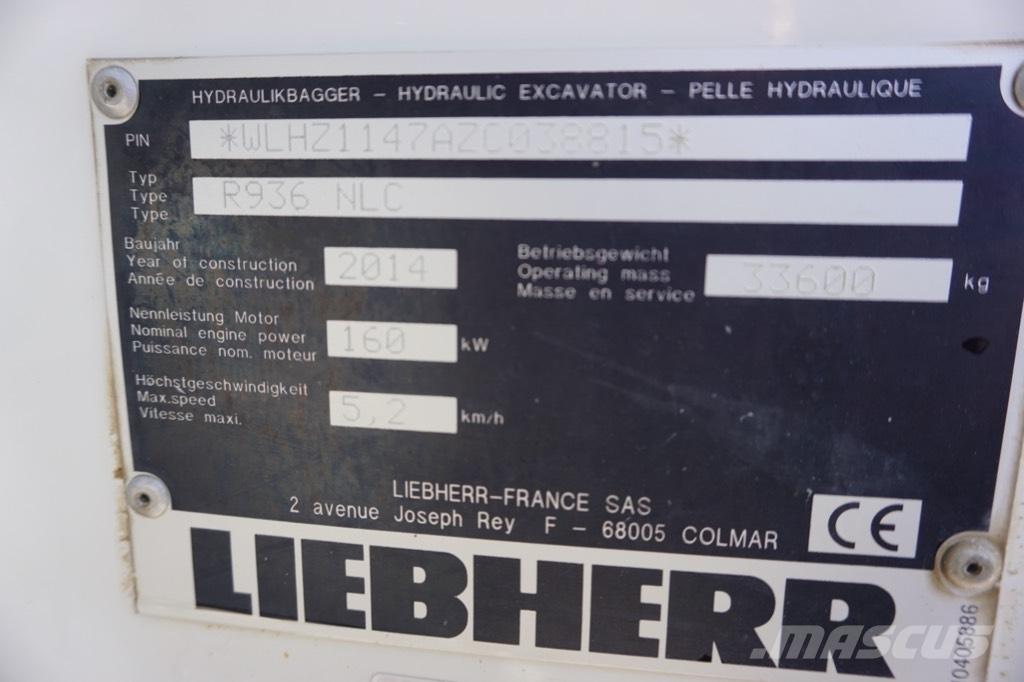 HYDRAULIKBAGGER - HYDRAULIC EXCAVATOR - PELLE HYDRAULIQUE
PIN *WLHZ1147AZC038815*
Typ
Type R936 NLC
Type
Baujahr
Year of construction 2014
Année de construction
Betriebsgewicht
Operating mass 33600 kg
Masse en service
Nennleistung Motor
Nominal engine power 160 kW
Puissance nom. moteur
Höchstgeschwindigkeit
Max.speed 5,2 km/h
Vitesse maxi.
LIEBHERR-FRANCE SAS
2 avenue Joseph Rey F - 68005 COLMAR
CE
LIEBHERR
MASCUS